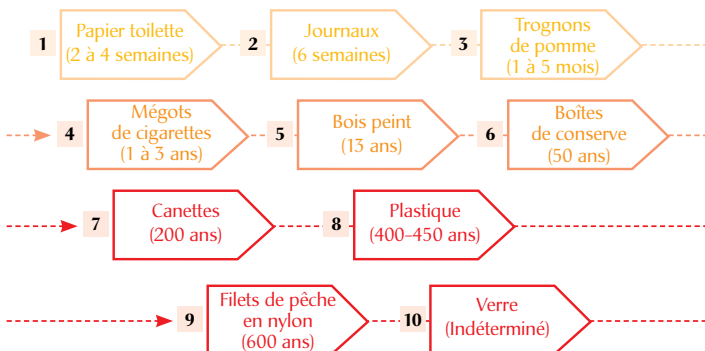 1
Papier toilette
(2 à 4 semaines)
2
Journaux
(6 semaines)
3
Trognons
de pomme
(1 à 5 mois)
4
Mégots
de cigarettes
(1 à 3 ans)
5
Bois peint
(13 ans)
6
Boîtes
de conserve
(50 ans)
7
Canettes
(200 ans)
8
Plastique
(400-450 ans)
9
Filets de pêche
en nylon
(600 ans)
10
Verre
(Indéterminé)